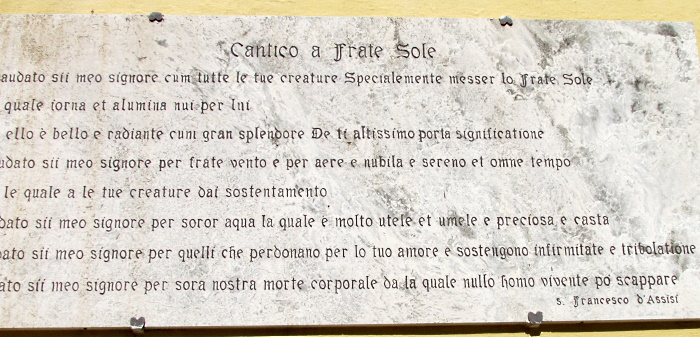 Cantico a Frate Sole
audato sii meo signore cum tutte le tue creature Specialemente messer lo Frate Sole
quale iorna et alumina nui per lui
ello è bello e radiante cum gran splendore De ti altissimo porta significatione
udato sii meo signore per frate vento e per aere e nubila e sereno et omne tempo
le quale a le tue creature dai sostentamento
dato sii meo signore per soror aqua la quale è molto utele et umele e preciosa e casta
ato sii meo signore per quelli che perdonano per lo tuo amore e sostengono infirmitate e tribolatione
ato sii meo signore per sora nostra morte corporale da la quale nullo homo vivente po scappare
s. Francesco d'Assisi